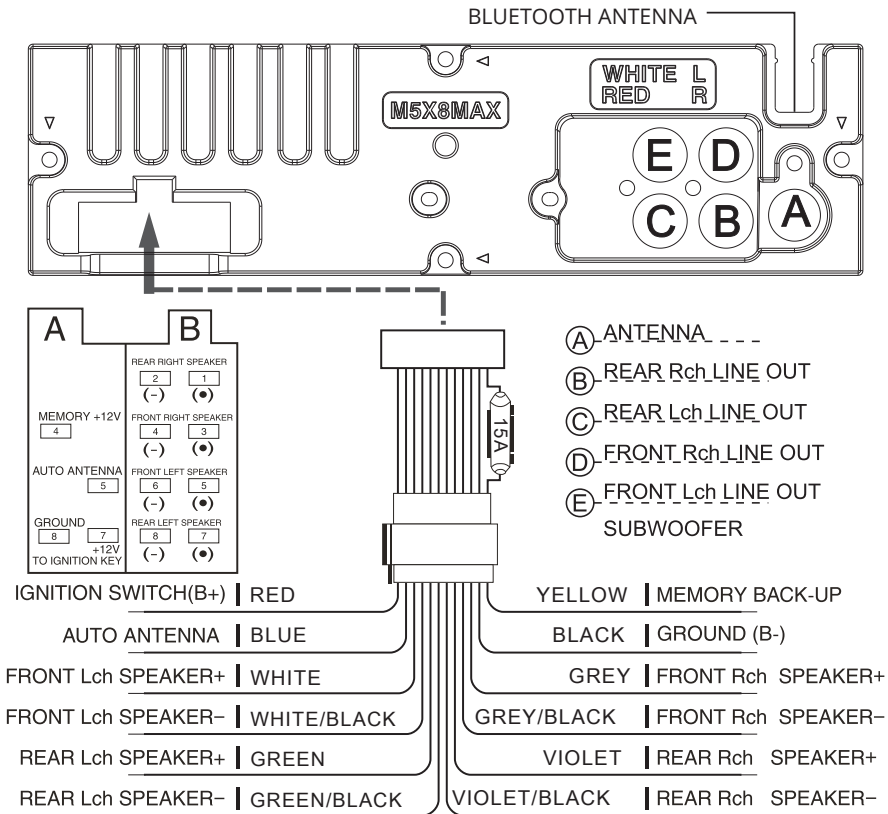 BLUETOOTH ANTENNA
WHITE L
RED R
M5X8MAX
E D
C B A
A B
REAR RIGHT SPEAKER
2 1
(-) (●)
MEMORY +12V
4
FRONT RIGHT SPEAKER
4 3
(-) (●)
AUTO ANTENNA
5
FRONT LEFT SPEAKER
6 5
(-) (●)
GROUND
8 7
+12V
TO IGNITION KEY
REAR LEFT SPEAKER
8 7
(-) (●)
15A
A ANTENNA
B REAR Rch LINE OUT
C REAR Lch LINE OUT
D FRONT Rch LINE OUT
E FRONT Lch LINE OUT
SUBWOOFER
IGNITION SWITCH(B+) | RED
YELLOW | MEMORY BACK-UP
AUTO ANTENNA | BLUE
BLACK | GROUND (B-)
FRONT Lch SPEAKER+ | WHITE
GREY | FRONT Rch SPEAKER+
FRONT Lch SPEAKER– | WHITE/BLACK
GREY/BLACK | FRONT Rch SPEAKER–
REAR Lch SPEAKER+ | GREEN
VIOLET | REAR Rch SPEAKER+
REAR Lch SPEAKER– | GREEN/BLACK
VIOLET/BLACK | REAR Rch SPEAKER–